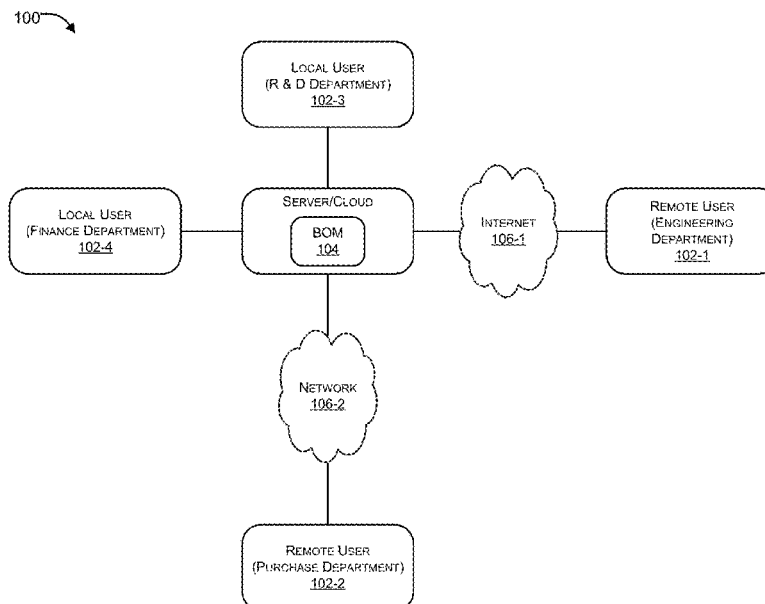 100
LOCAL USER
(R & D DEPARTMENT)
102-3
LOCAL USER
(FINANCE DEPARTMENT)
102-4
SERVER/CLOUD
BOM
104
INTERNET
106-1
REMOTE USER
(ENGINEERING
DEPARTMENT)
102-1
NETWORK
106-2
REMOTE USER
(PURCHASE DEPARTMENT)
102-2